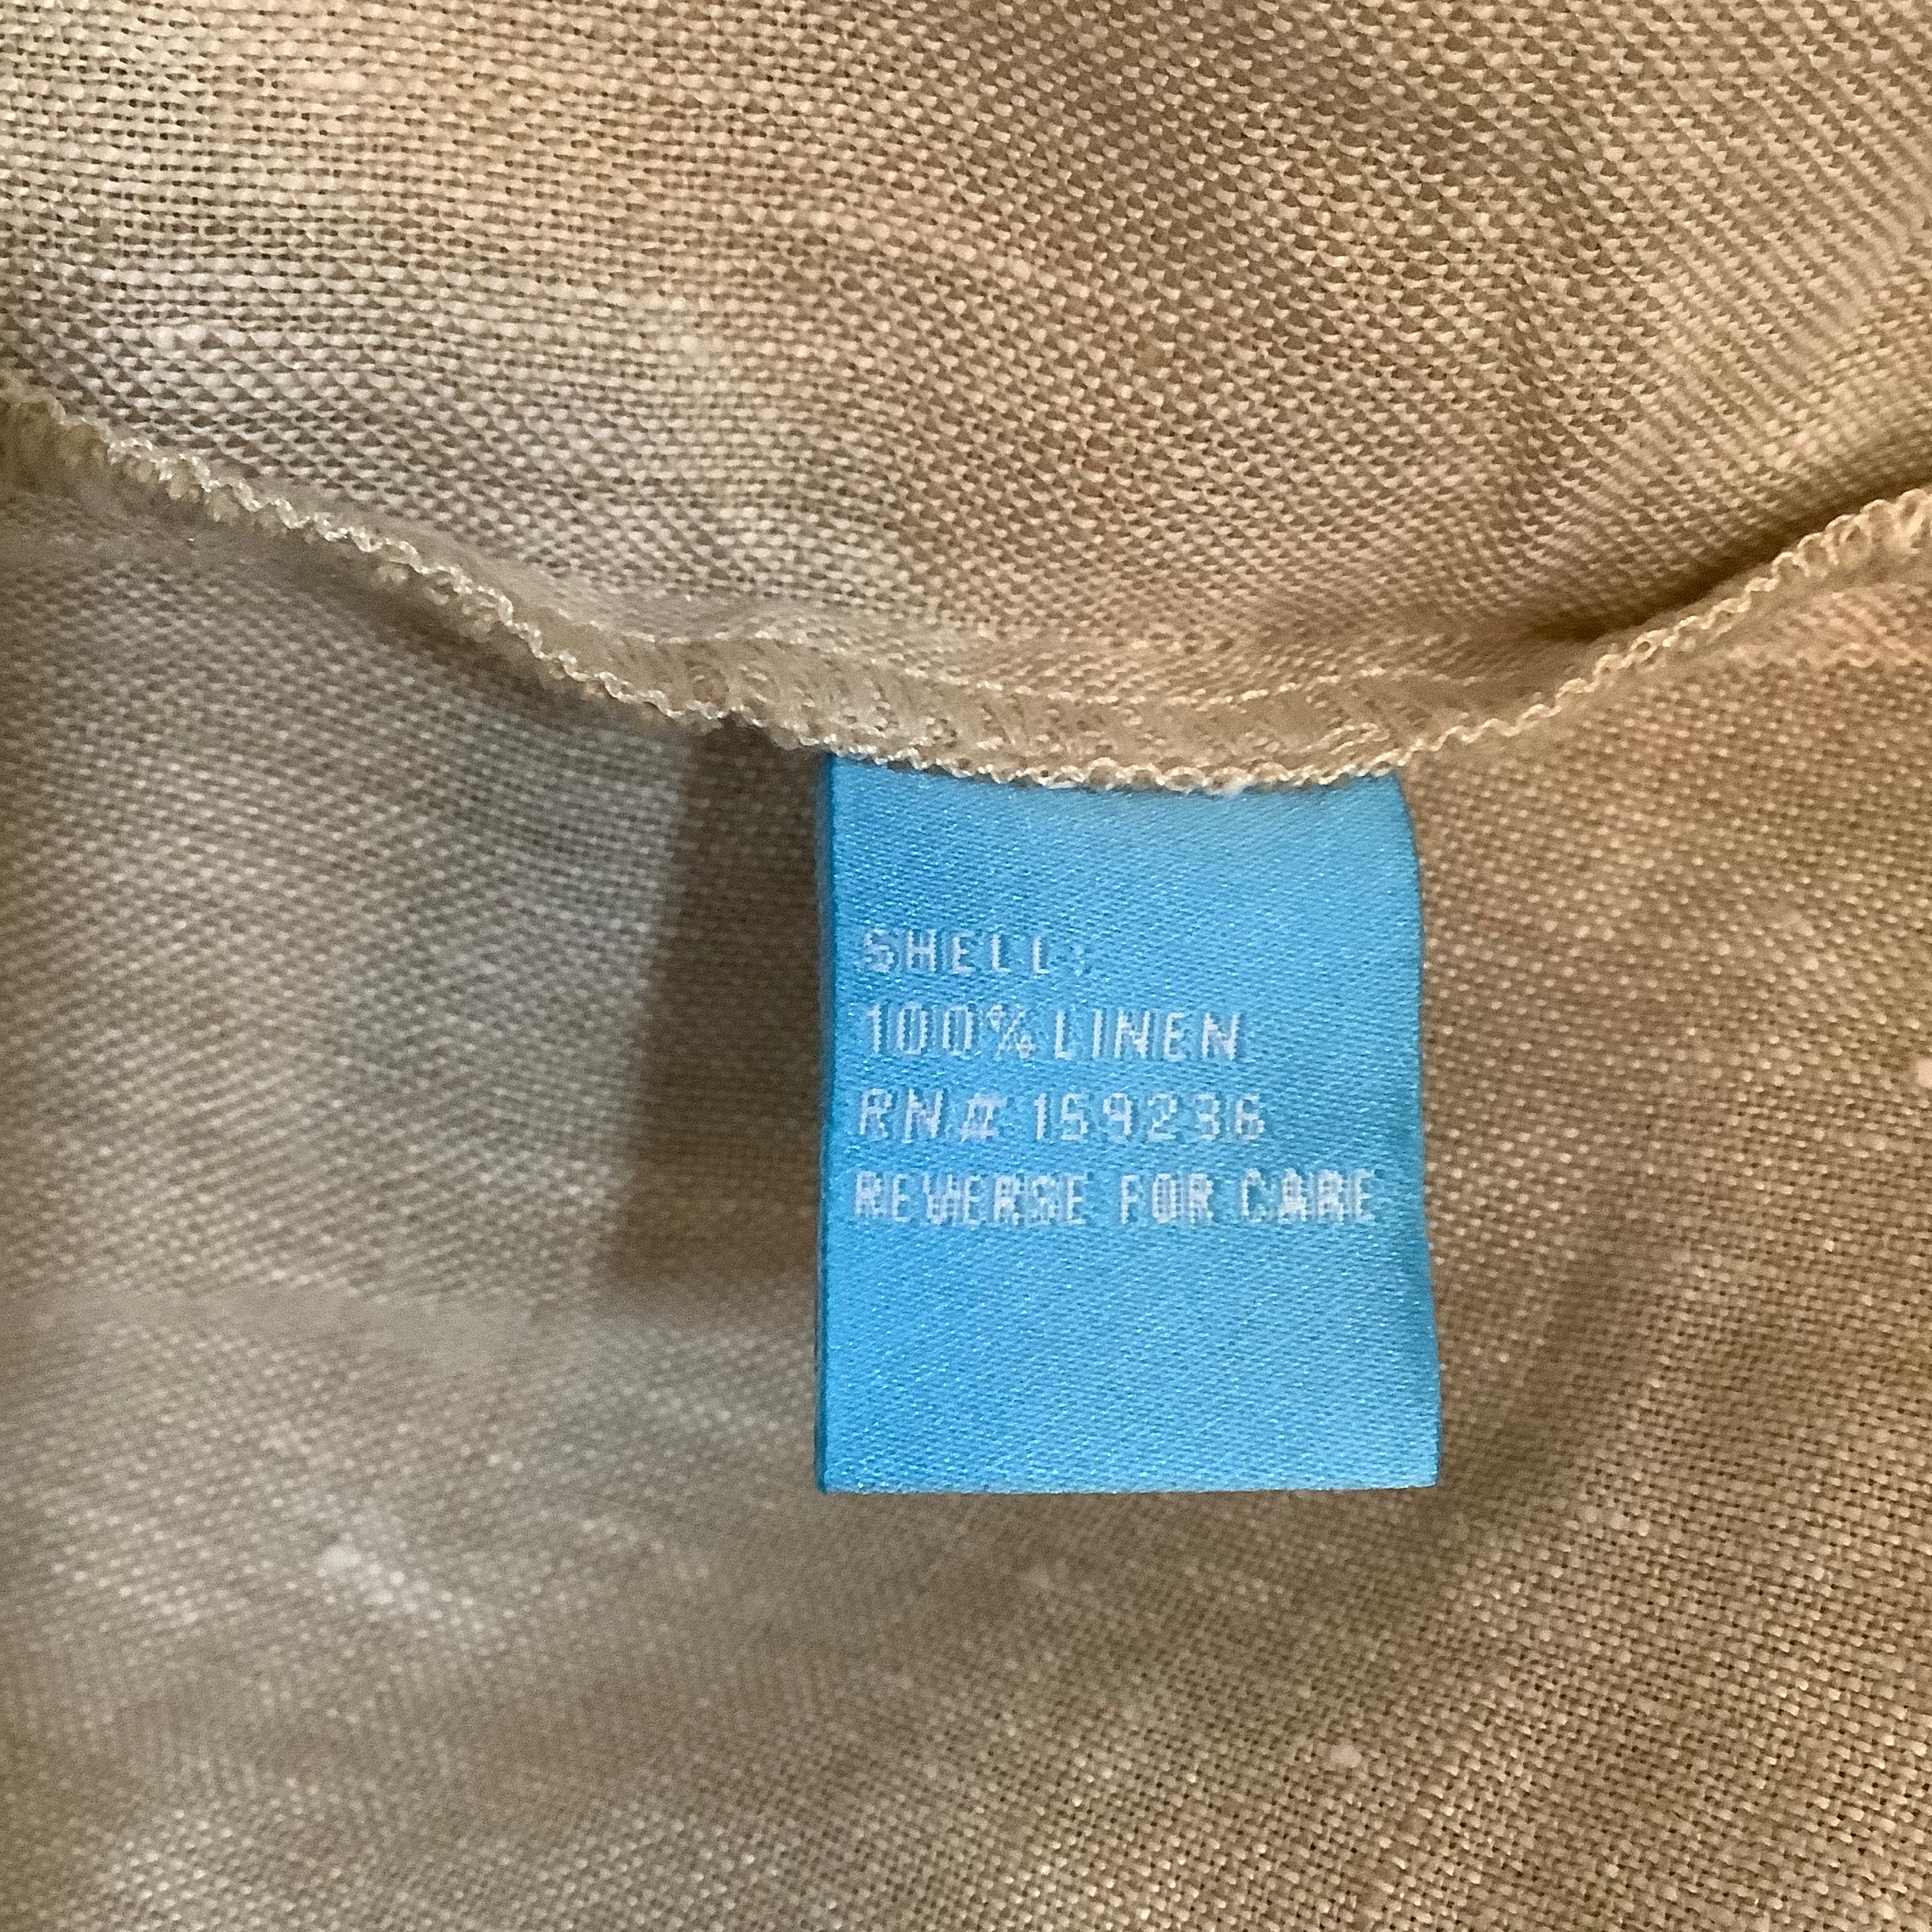 SHELL:
100% LINEN
RN# 159236
REVERSE FOR CARE